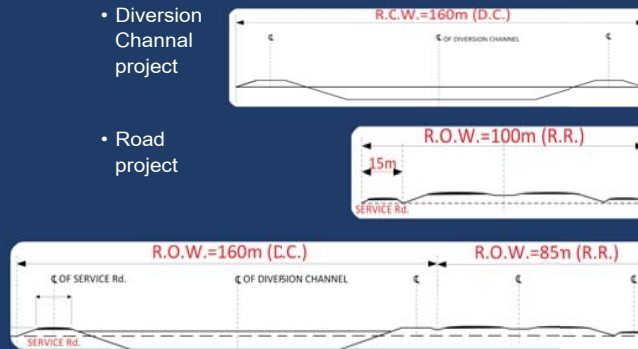 • Diversion
Channal
project
R.C.W.=160m (D.C.)
℄
℄ OF DIVERSION CHANNEL
℄
• Road
project
R.O.W.=100m (R.R.)
15m
SERVICE Rd.
R.O.W.=160m (D.C.)
R.O.W.=85m (R.R.)
℄ OF SERVICE Rd.
℄ OF DIVERSION CHANNEL
℄
℄
℄
SERVICE Rd.